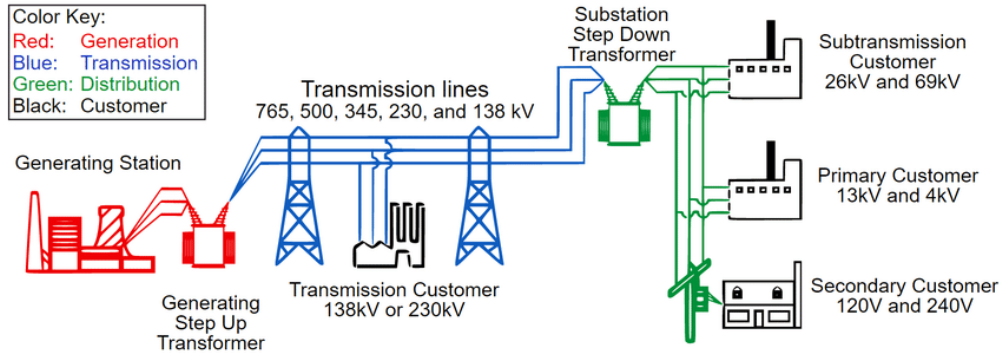 Color Key:
Red: Generation
Blue: Transmission
Green: Distribution
Black: Customer
Generating Station
Generating
Step Up
Transformer
Transmission lines
765, 500, 345, 230, and 138 kV
Transmission Customer
138kV or 230kV
Substation
Step Down
Transformer
Subtransmission
Customer
26kV and 69kV
Primary Customer
13kV and 4kV
Secondary Customer
120V and 240V